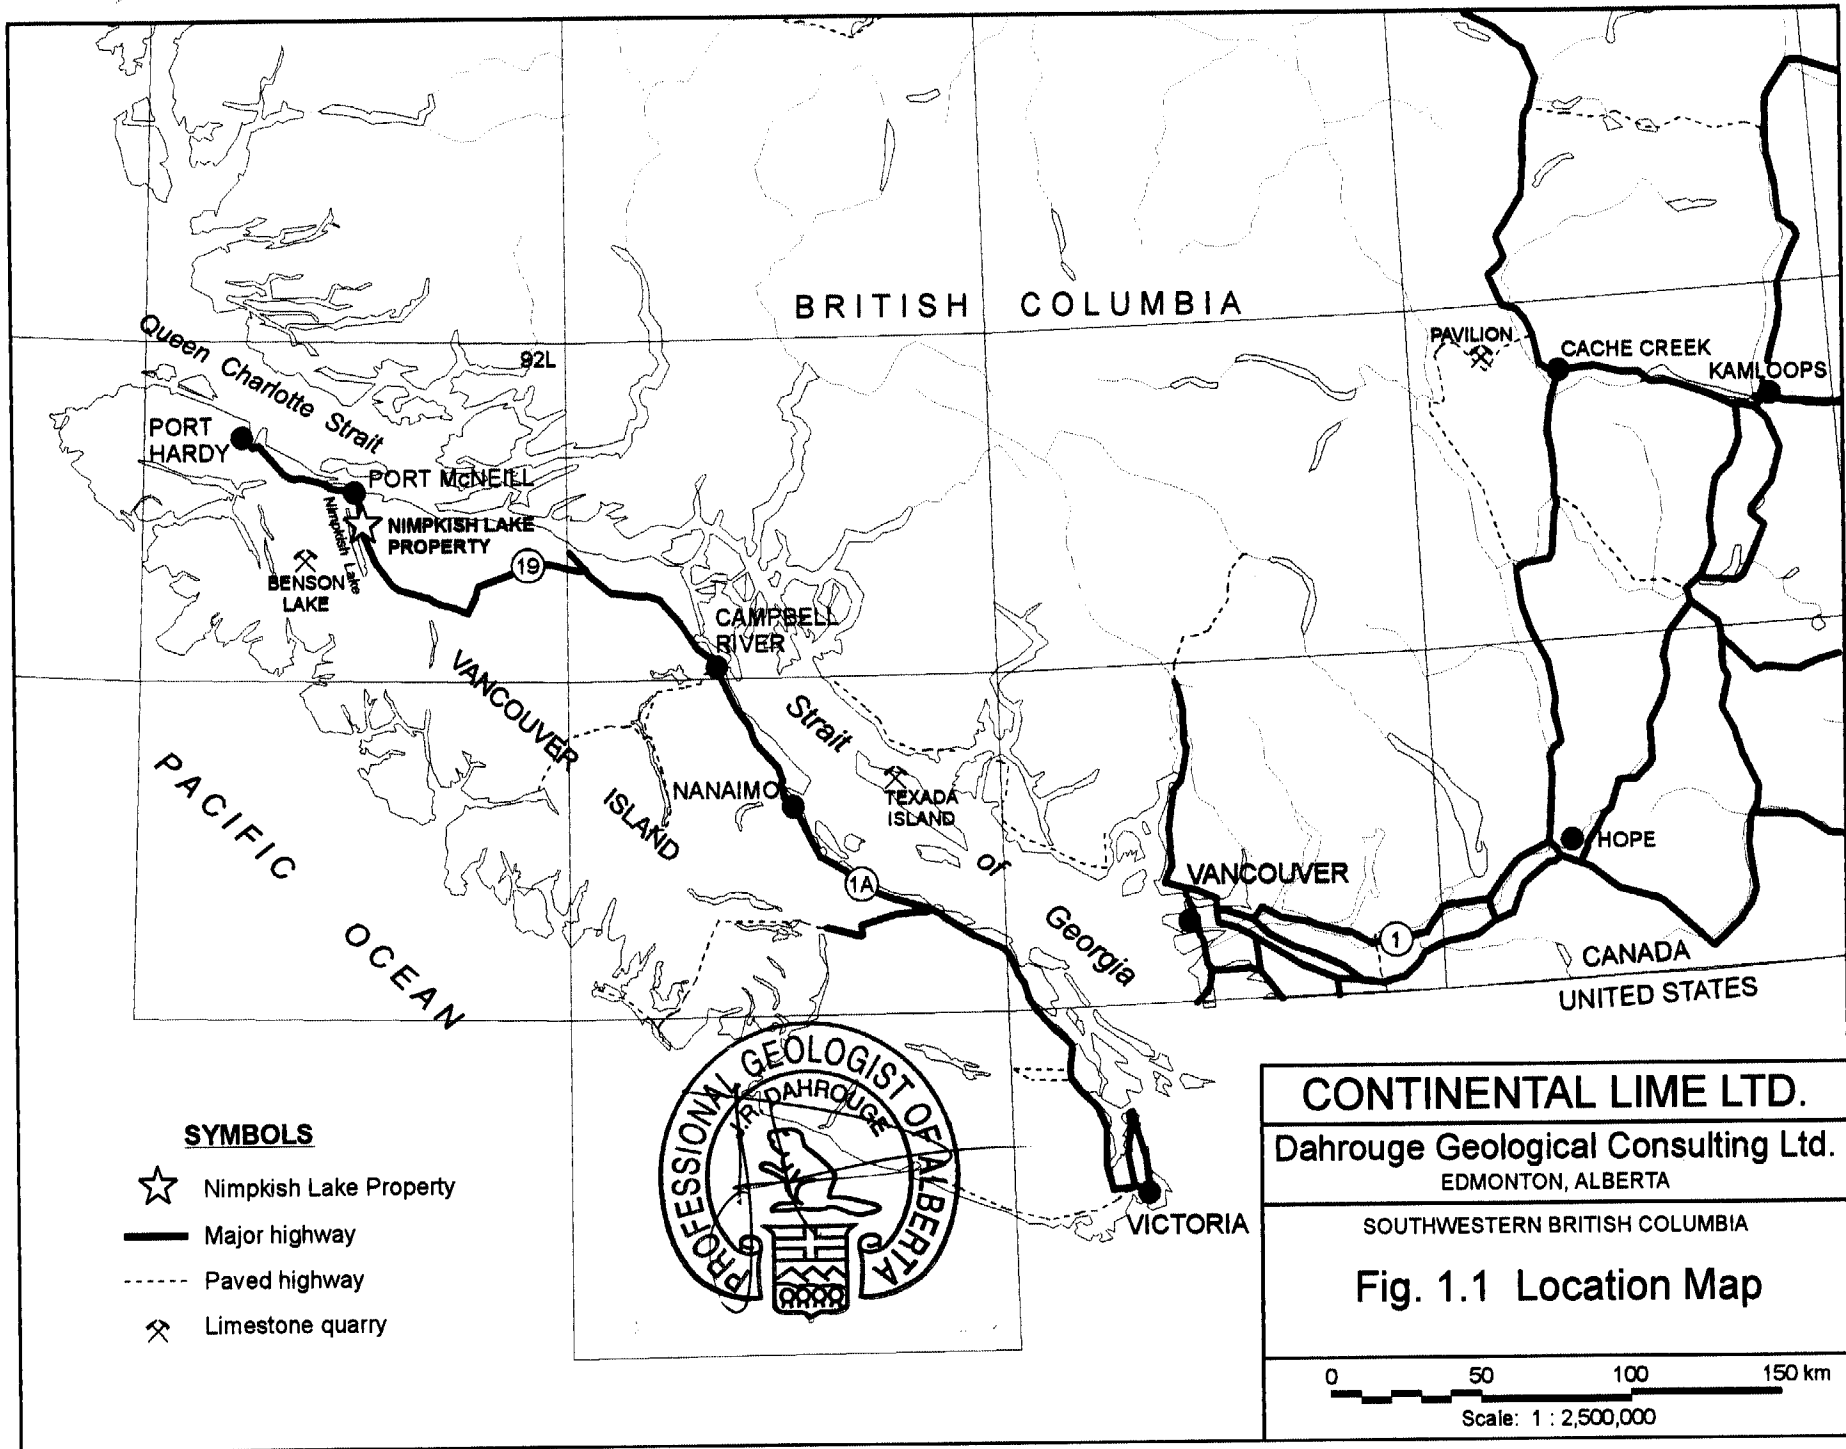 BRITISH COLUMBIA
Queen Charlotte Strait
92L
PAVILION
CACHE CREEK
KAMLOOPS
PORT
HARDY
PORT McNEILL
Nimpkish Lake
NIMPKISH LAKE
PROPERTY
BENSON
LAKE
19
CAMPBELL
RIVER
VANCOUVER
ISLAND
Strait
of
Georgia
NANAIMO
TEXADA
ISLAND
1A
PACIFIC
OCEAN
VANCOUVER
HOPE
1
CANADA
UNITED STATES
VICTORIA
PROFESSIONAL GEOLOGIST OF ALBERTA
J.R. DAHROUGE
SYMBOLS
Nimpkish Lake Property
Major highway
Paved highway
Limestone quarry
CONTINENTAL LIME LTD.
Dahrouge Geological Consulting Ltd.
EDMONTON, ALBERTA
SOUTHWESTERN BRITISH COLUMBIA
Fig. 1.1 Location Map
0 50 100 150 km
Scale: 1 : 2,500,000